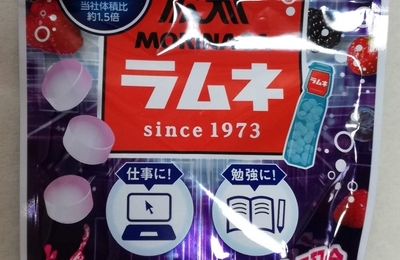 当社体積比
約1.5倍
MORINAGA
ラムネ
since 1973
ラムネ
仕事に!
勉強に!